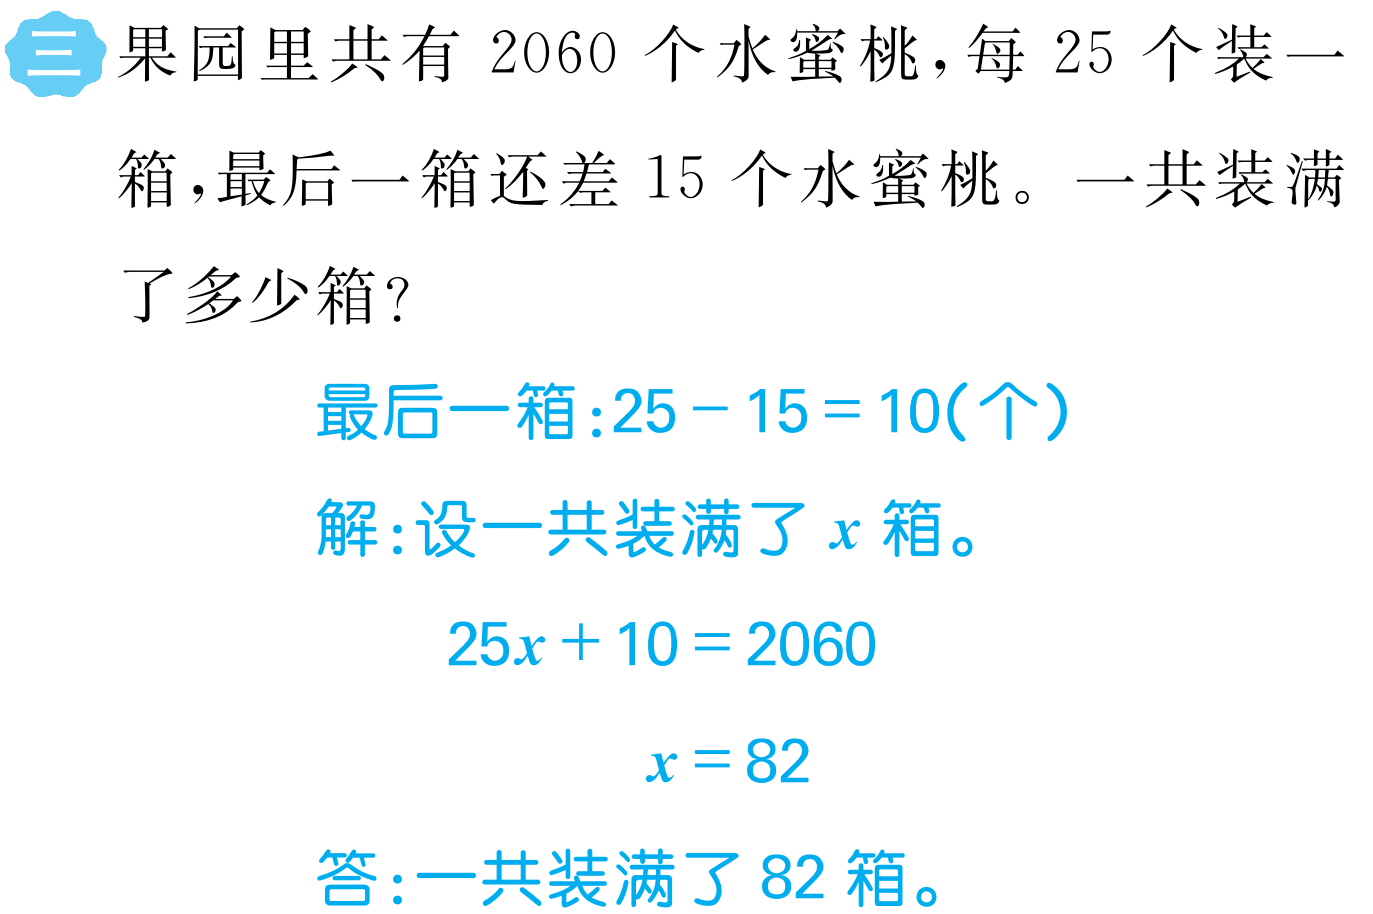 三 果园里共有 2060 个水蜜桃,每 25 个装一
箱,最后一箱还差 15 个水蜜桃。一共装满
了多少箱?
最后一箱:25－15＝10(个)
解:设一共装满了 x 箱。
25x＋10＝2060
x＝82
答:一共装满了 82 箱。